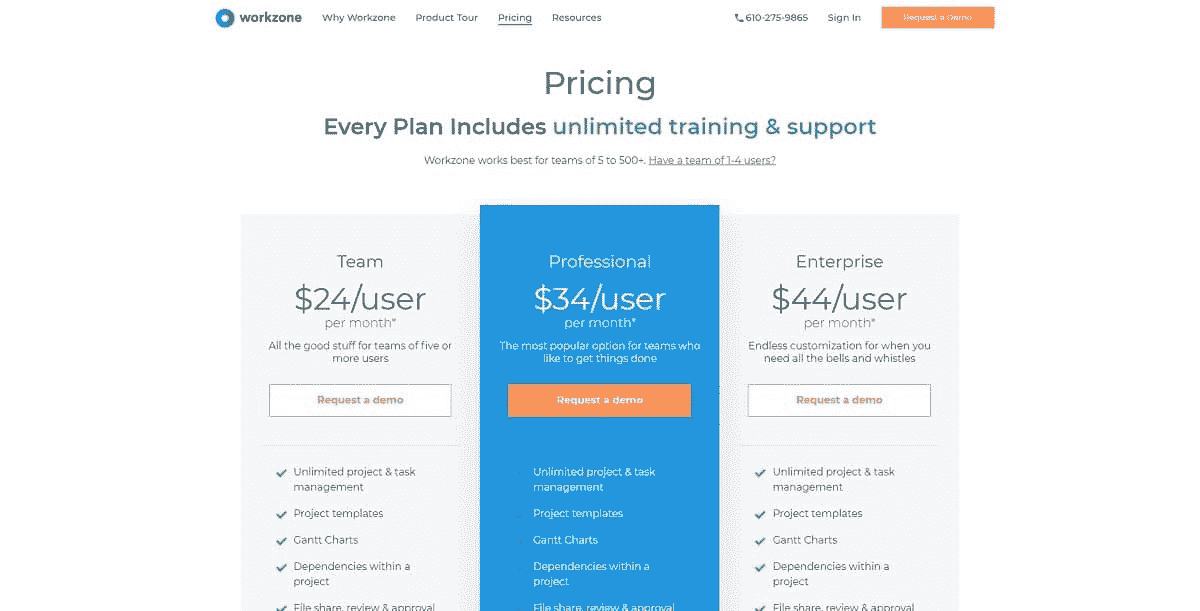 workzone Why Workzone Product Tour Pricing Resources 610-275-9865 Sign In Request a Demo
Pricing
Every Plan Includes unlimited training & support
Workzone works best for teams of 5 to 500+. Have a team of 1-4 users?
Team
$24/user
per month*
All the good stuff for teams of five or
more users
Request a demo
Unlimited project & task
management
Project templates
Gantt Charts
Dependencies within a
project
File share, review & approval
Professional
$34/user
per month*
The most popular option for teams who
like to get things done
Request a demo
Unlimited project & task
management
Project templates
Gantt Charts
Dependencies within a
project
File share, review & approval
Enterprise
$44/user
per month*
Endless customization for when you
need all the bells and whistles
Request a demo
Unlimited project & task
management
Project templates
Gantt Charts
Dependencies within a
project
File share, review & approval